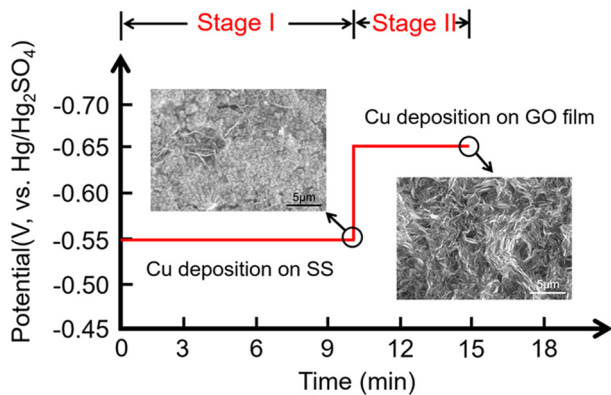 Stage I
Stage II
Potential(V, vs. Hg/Hg₂SO₄)
-0.70
-0.65
-0.60
-0.55
-0.50
-0.45
Cu deposition on GO film
5μm
5μm
Cu deposition on SS
0
3
6
9
12
15
18
Time (min)